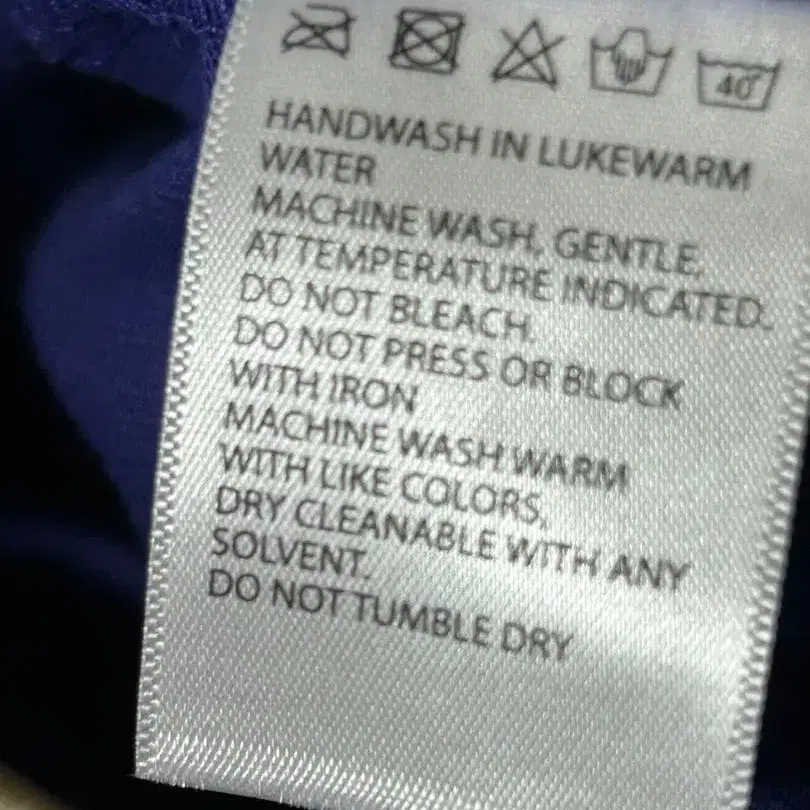 40
HANDWASH IN LUKEWARM
WATER
MACHINE WASH, GENTLE,
AT TEMPERATURE INDICATED.
DO NOT BLEACH.
DO NOT PRESS OR BLOCK
WITH IRON
MACHINE WASH WARM
WITH LIKE COLORS,
DRY CLEANABLE WITH ANY
SOLVENT.
DO NOT TUMBLE DRY